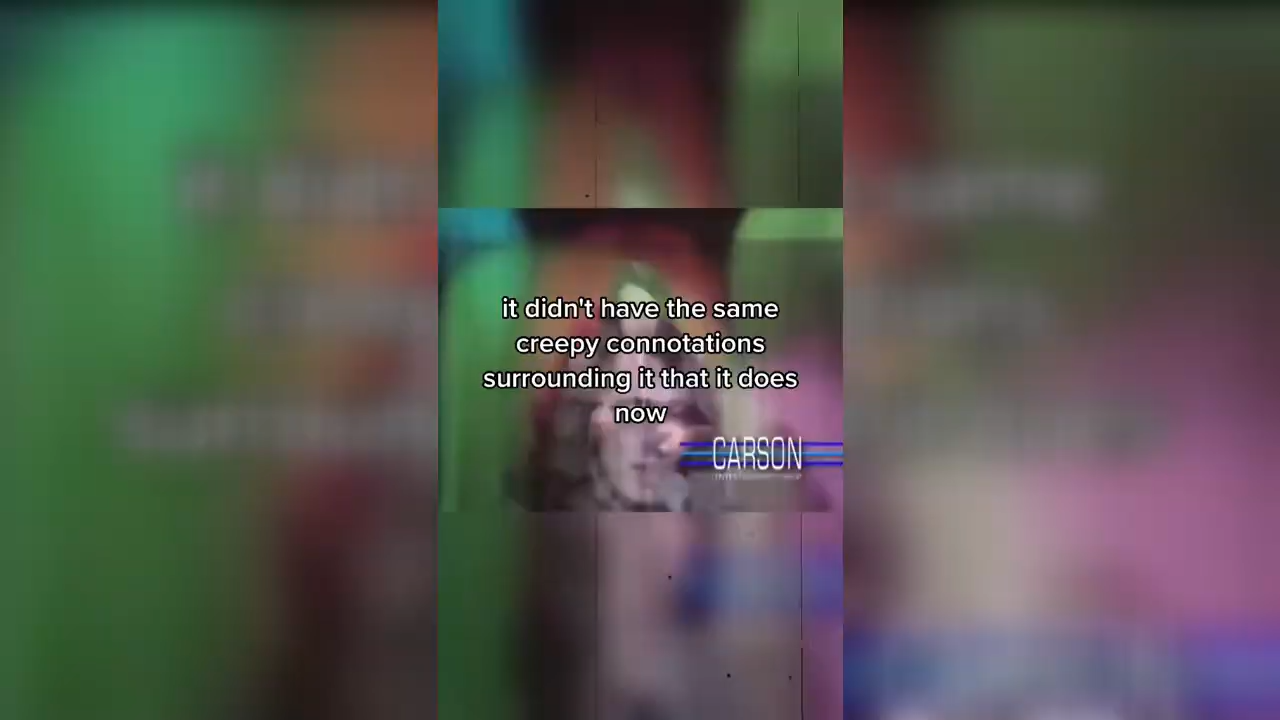 it didn't have the same
creepy connotations
surrounding it that it does
now
CARSON